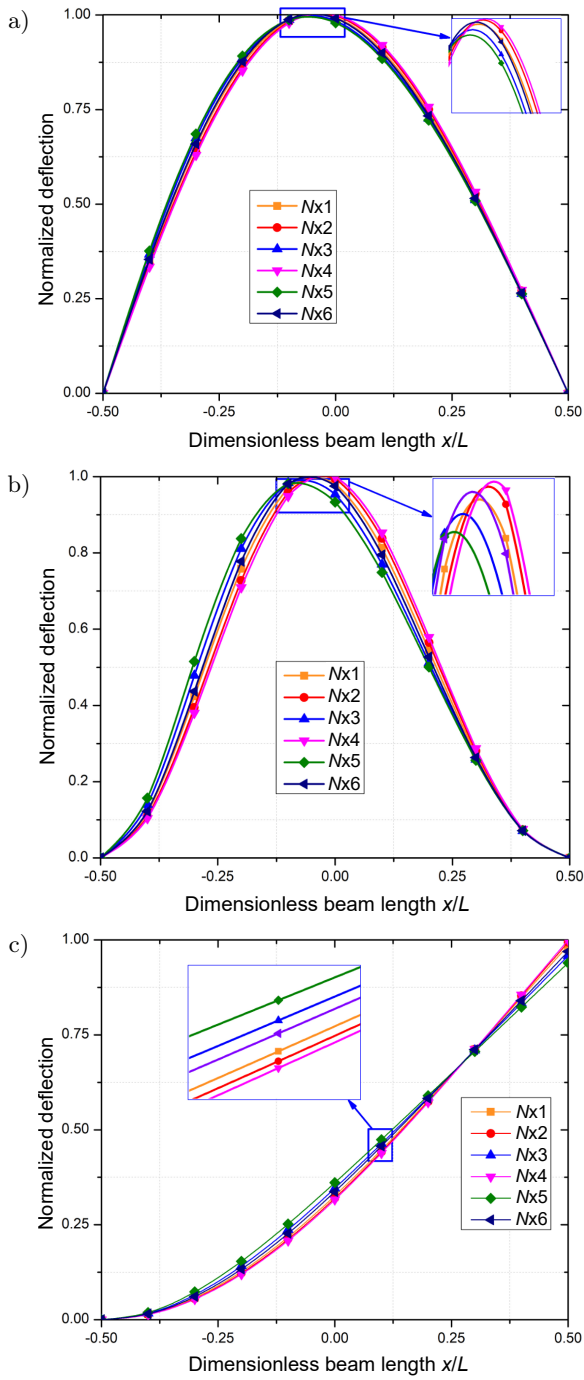 a)
Normalized deflection
1.00
0.75
0.50
0.25
0.00
Nx1
Nx2
Nx3
Nx4
Nx5
Nx6
-0.50 -0.25 0.00 0.25 0.50
Dimensionless beam length x/L
b)
Normalized deflection
1.0
0.8
0.6
0.4
0.2
0.0
Nx1
Nx2
Nx3
Nx4
Nx5
Nx6
-0.50 -0.25 0.00 0.25 0.50
Dimensionless beam length x/L
c)
Normalized deflection
1.00
0.75
0.50
0.25
0.00
Nx1
Nx2
Nx3
Nx4
Nx5
Nx6
-0.50 -0.25 0.00 0.25 0.50
Dimensionless beam length x/L